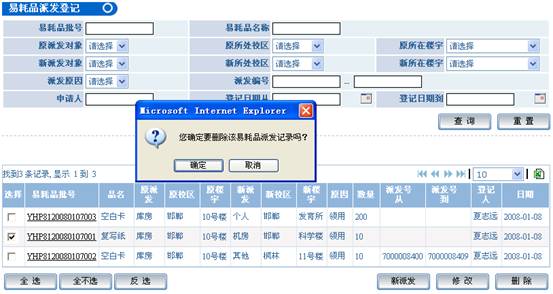 易耗品派发登记
易耗品批号 易耗品名称
原派发对象 请选择 原所处校区 请选择 原所在楼宇 请选择
新派发对象 请选择 新所处校区 请选择 新所在楼宇 请选择
派发原因 请选择 派发编号 --
申请人 登记日期从 登记日期到
Microsoft Internet Explorer
您确定要删除该易耗品派发记录吗?
确定 取消
查 询 重 置
找到3 条记录, 显示 1 到 3 10
选择 易耗品批号 品名 原派发 原校区 原楼宇 新派发 新校区 新楼宇 原因 数量 派发号从 派发号到 登记人 日期
YHP8120080107003 空白卡 库房 邯郸 10号楼 个人 邯郸 发育所 领用 200 夏志远 2008-01-08
YHP8120080107001 复写纸 库房 邯郸 10号楼 机房 邯郸 科学楼 领用 10 夏志远 2008-01-08
YHP8120080107002 空白卡 库房 邯郸 10号楼 其他 枫林 11号楼 领用 10 7000008400 7000008409 夏志远 2008-01-08
全 选 全不选 反 选 新派发 修 改 删 除